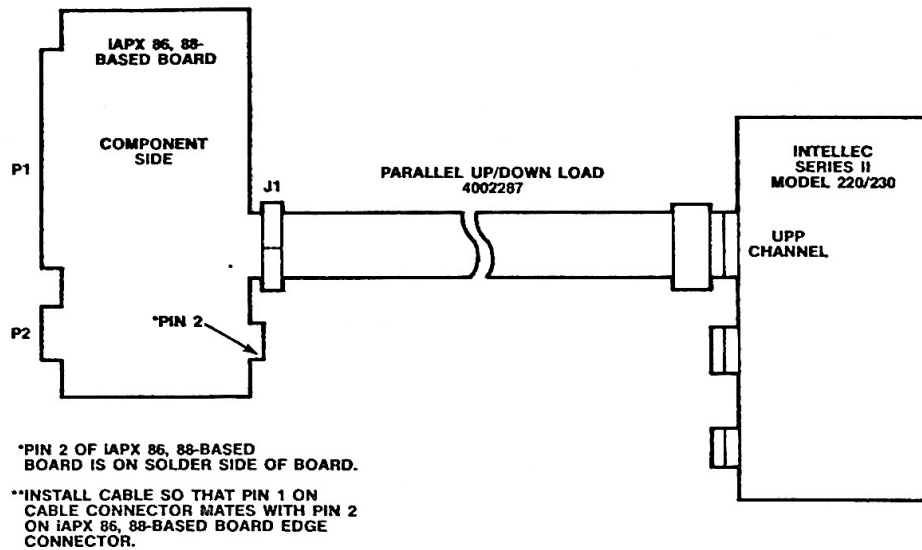 iAPX 86, 88-
BASED BOARD
COMPONENT
SIDE
P1
J1
PARALLEL UP/DOWN LOAD
4002287
INTELLEC
SERIES II
MODEL 220/230
UPP
CHANNEL
P2
*PIN 2
*PIN 2 OF iAPX 86, 88-BASED
BOARD IS ON SOLDER SIDE OF BOARD.
**INSTALL CABLE SO THAT PIN 1 ON
CABLE CONNECTOR MATES WITH PIN 2
ON iAPX 86, 88-BASED BOARD EDGE
CONNECTOR.